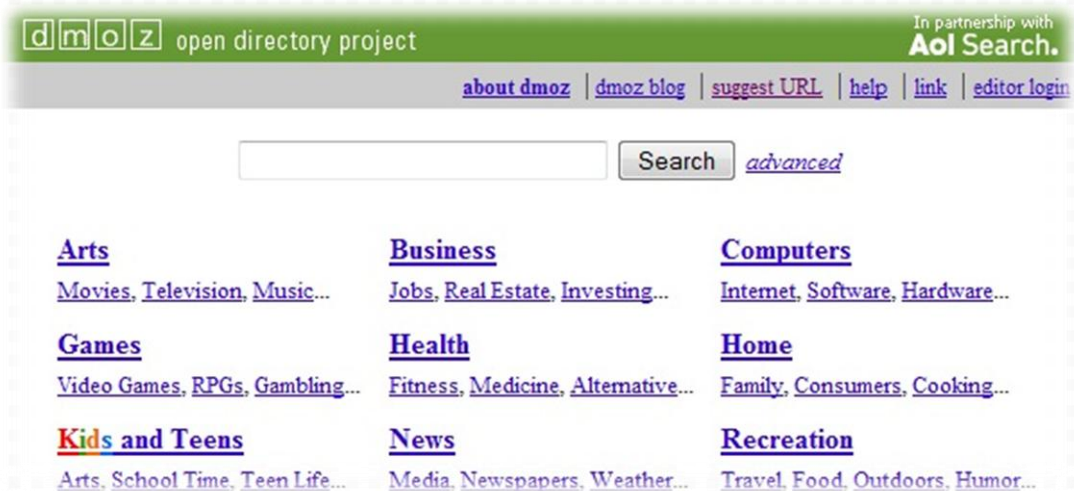 dmoz open directory project
In partnership with
Aol Search.
about dmoz | dmoz blog | suggest URL | help | link | editor login
Search advanced
Arts Business Computers
Movies, Television, Music... Jobs, Real Estate, Investing... Internet, Software, Hardware...
Games Health Home
Video Games, RPGs, Gambling... Fitness, Medicine, Alternative... Family, Consumers, Cooking...
Kids and Teens News Recreation
Arts, School Time, Teen Life... Media, Newspapers, Weather... Travel, Food, Outdoors, Humor...